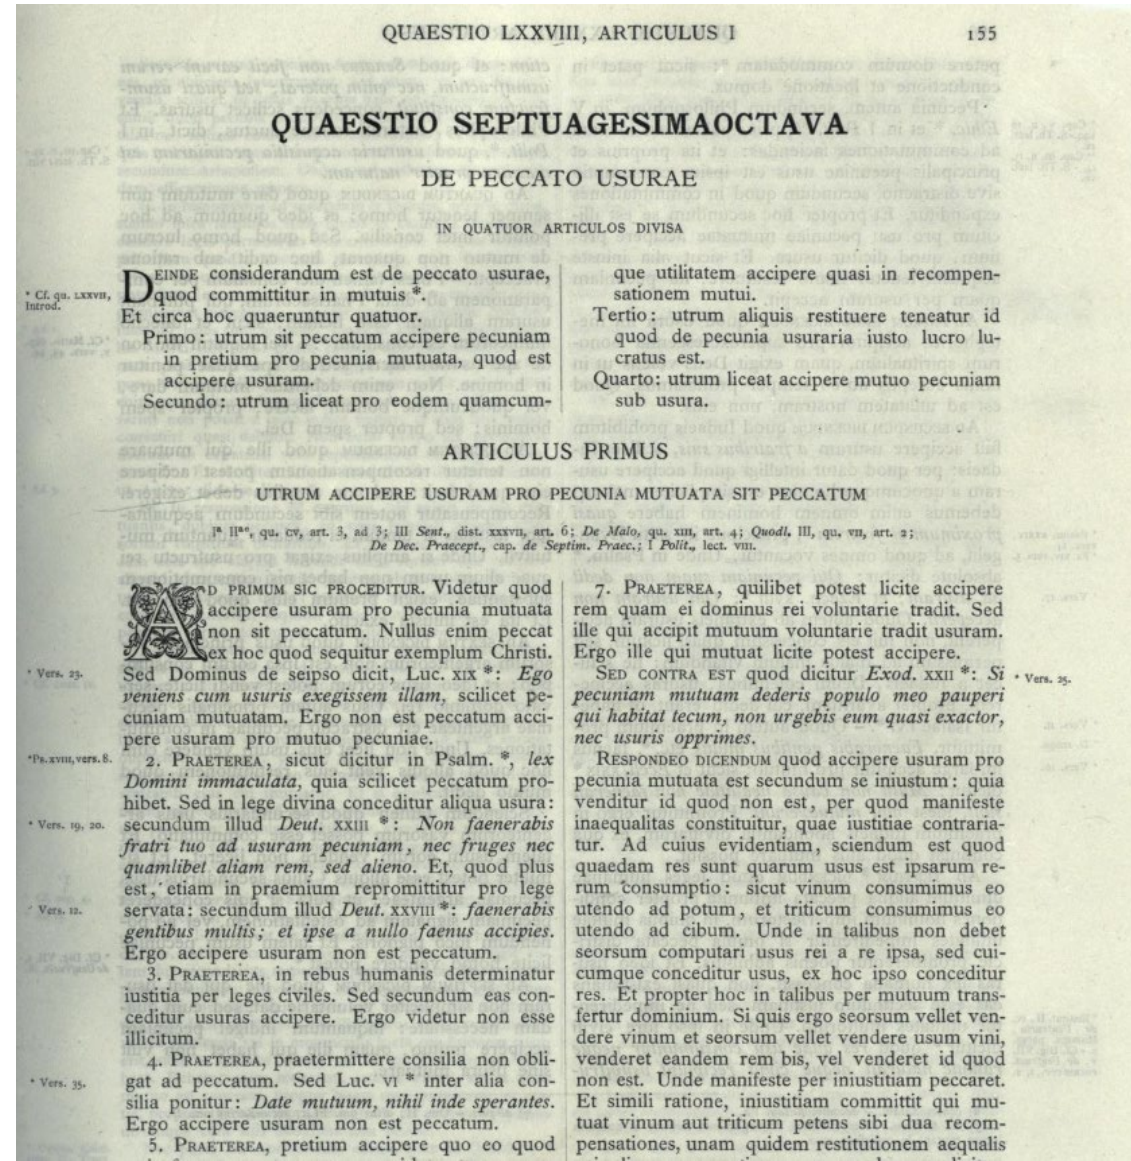 QUAESTIO LXXVIII, ARTICULUS I
155
QUAESTIO SEPTUAGESIMAOCTAVA
DE PECCATO USURAE
IN QUATUOR ARTICULOS DIVISA
* Cf. qu. LXXVII,
Introd.
DEINDE considerandum est de peccato usurae,
quod committitur in mutuis *.
Et circa hoc quaeruntur quatuor.
Primo: utrum sit peccatum accipere pecuniam
in pretium pro pecunia mutuata, quod est
accipere usuram.
Secundo: utrum liceat pro eodem quamcum-
que utilitatem accipere quasi in recompen-
sationem mutui.
Tertio: utrum aliquis restituere teneatur id
quod de pecunia usuraria iusto lucro lu-
cratus est.
Quarto: utrum liceat accipere mutuo pecuniam
sub usura.
ARTICULUS PRIMUS
UTRUM ACCIPERE USURAM PRO PECUNIA MUTUATA SIT PECCATUM
Iª IIªᵉ, qu. CV, art. 3, ad 3; III Sent., dist. XXXVII, art. 6; De Malo, qu. XIII, art. 4; Quodl. III, qu. VII, art. 2;
De Dec. Praecept., cap. de Septim. Praec.; I Polit., lect. VIII.
AD PRIMUM SIC PROCEDITUR. Videtur quod
accipere usuram pro pecunia mutuata
non sit peccatum. Nullus enim peccat
ex hoc quod sequitur exemplum Christi.
* Vers. 23.
Sed Dominus de seipso dicit, Luc. XIX *: Ego
veniens cum usuris exegissem illam, scilicet pe-
cuniam mutuatam. Ergo non est peccatum acci-
pere usuram pro mutuo pecuniae.
*Ps. XVIII, vers. 8.
2. PRAETEREA, sicut dicitur in Psalm. *, lex
Domini immaculata, quia scilicet peccatum pro-
hibet. Sed in lege divina conceditur aliqua usura:
* Vers. 19, 20.
secundum illud Deut. XXIII *: Non faenerabis
fratri tuo ad usuram pecuniam, nec fruges nec
quamlibet aliam rem, sed alieno. Et, quod plus
est, etiam in praemium repromittitur pro lege
* Vers. 12.
servata: secundum illud Deut. XXVIII *: faenerabis
gentibus multis; et ipse a nullo faenus accipies.
Ergo accipere usuram non est peccatum.
3. PRAETEREA, in rebus humanis determinatur
iustitia per leges civiles. Sed secundum eas con-
ceditur usuras accipere. Ergo videtur non esse
illicitum.
4. PRAETEREA, praetermittere consilia non obli-
* Vers. 35.
gat ad peccatum. Sed Luc. VI * inter alia con-
silia ponitur: Date mutuum, nihil inde sperantes.
Ergo accipere usuram non est peccatum.
5. PRAETEREA, pretium accipere quo eo quod
7. PRAETEREA, quilibet potest licite accipere
rem quam ei dominus rei voluntarie tradit. Sed
ille qui accipit mutuum voluntarie tradit usuram.
Ergo ille qui mutuat licite potest accipere.
SED CONTRA EST quod dicitur Exod. XXII *: Si
* Vers. 25.
pecuniam mutuam dederis populo meo pauperi
qui habitat tecum, non urgebis eum quasi exactor,
nec usuris opprimes.
RESPONDEO DICENDUM quod accipere usuram pro
pecunia mutuata est secundum se iniustum: quia
venditur id quod non est, per quod manifeste
inaequalitas constituitur, quae iustitiae contraria-
tur. Ad cuius evidentiam, sciendum est quod
quaedam res sunt quarum usus est ipsarum re-
rum consumptio: sicut vinum consumimus eo
utendo ad potum, et triticum consumimus eo
utendo ad cibum. Unde in talibus non debet
seorsum computari usus rei a re ipsa, sed cui-
cumque conceditur usus, ex hoc ipso conceditur
res. Et propter hoc in talibus per mutuum trans-
fertur dominium. Si quis ergo seorsum vellet ven-
dere vinum et seorsum vellet vendere usum vini,
venderet eandem rem bis, vel venderet id quod
non est. Unde manifeste per iniustitiam peccaret.
Et simili ratione, iniustitiam committit qui mu-
tuat vinum aut triticum petens sibi dua recom-
pensationes, unam quidem restitutionem aequalis